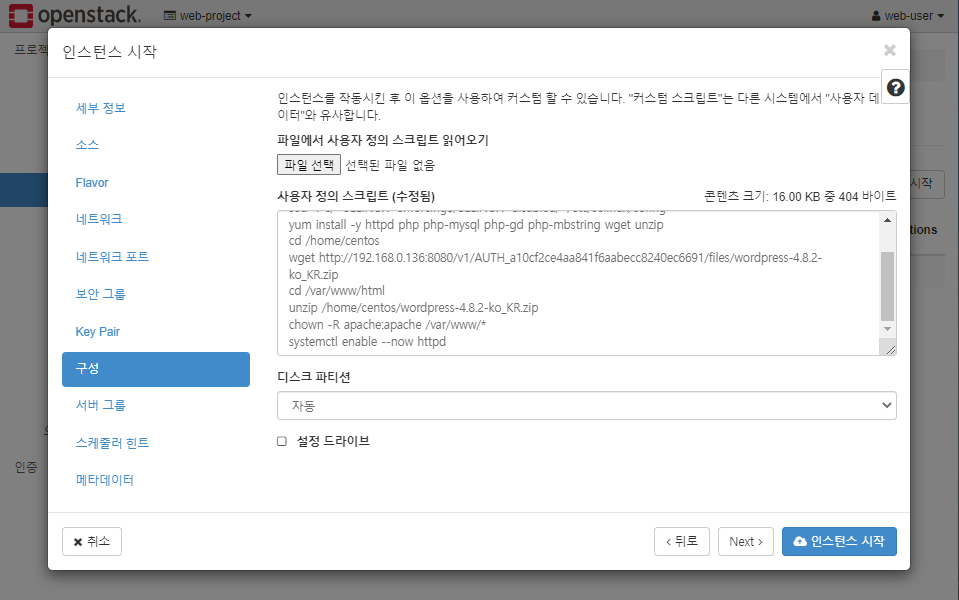 openstack.
web-project
web-user
프로젝
인스턴스 시작
×
세부 정보
소스
Flavor
네트워크
네트워크 포트
보안 그룹
Key Pair
구성
서버 그룹
스케줄러 힌트
메타데이터
인스턴스를 작동시킨 후 이 옵션을 사용하여 커스텀 할 수 있습니다. "커스텀 스크립트"는 다른 시스템에서 "사용자 데
이터"와 유사합니다.
파일에서 사용자 정의 스크립트 읽어오기
파일 선택 선택된 파일 없음
사용자 정의 스크립트 (수정됨)
콘텐츠 크기: 16.00 KB 중 404 바이트
yum install -y httpd php php-mysql php-gd php-mbstring wget unzip
cd /home/centos
wget http://192.168.0.136:8080/v1/AUTH_a10cf2ce4aa841f6aabecc8240ec6691/files/wordpress-4.8.2-
ko_KR.zip
cd /var/www/html
unzip /home/centos/wordpress-4.8.2-ko_KR.zip
chown -R apache:apache /var/www/*
systemctl enable --now httpd
디스크 파티션
자동
설정 드라이브
시작
tions
인증
× 취소
‹ 뒤로
Next ›
인스턴스 시작